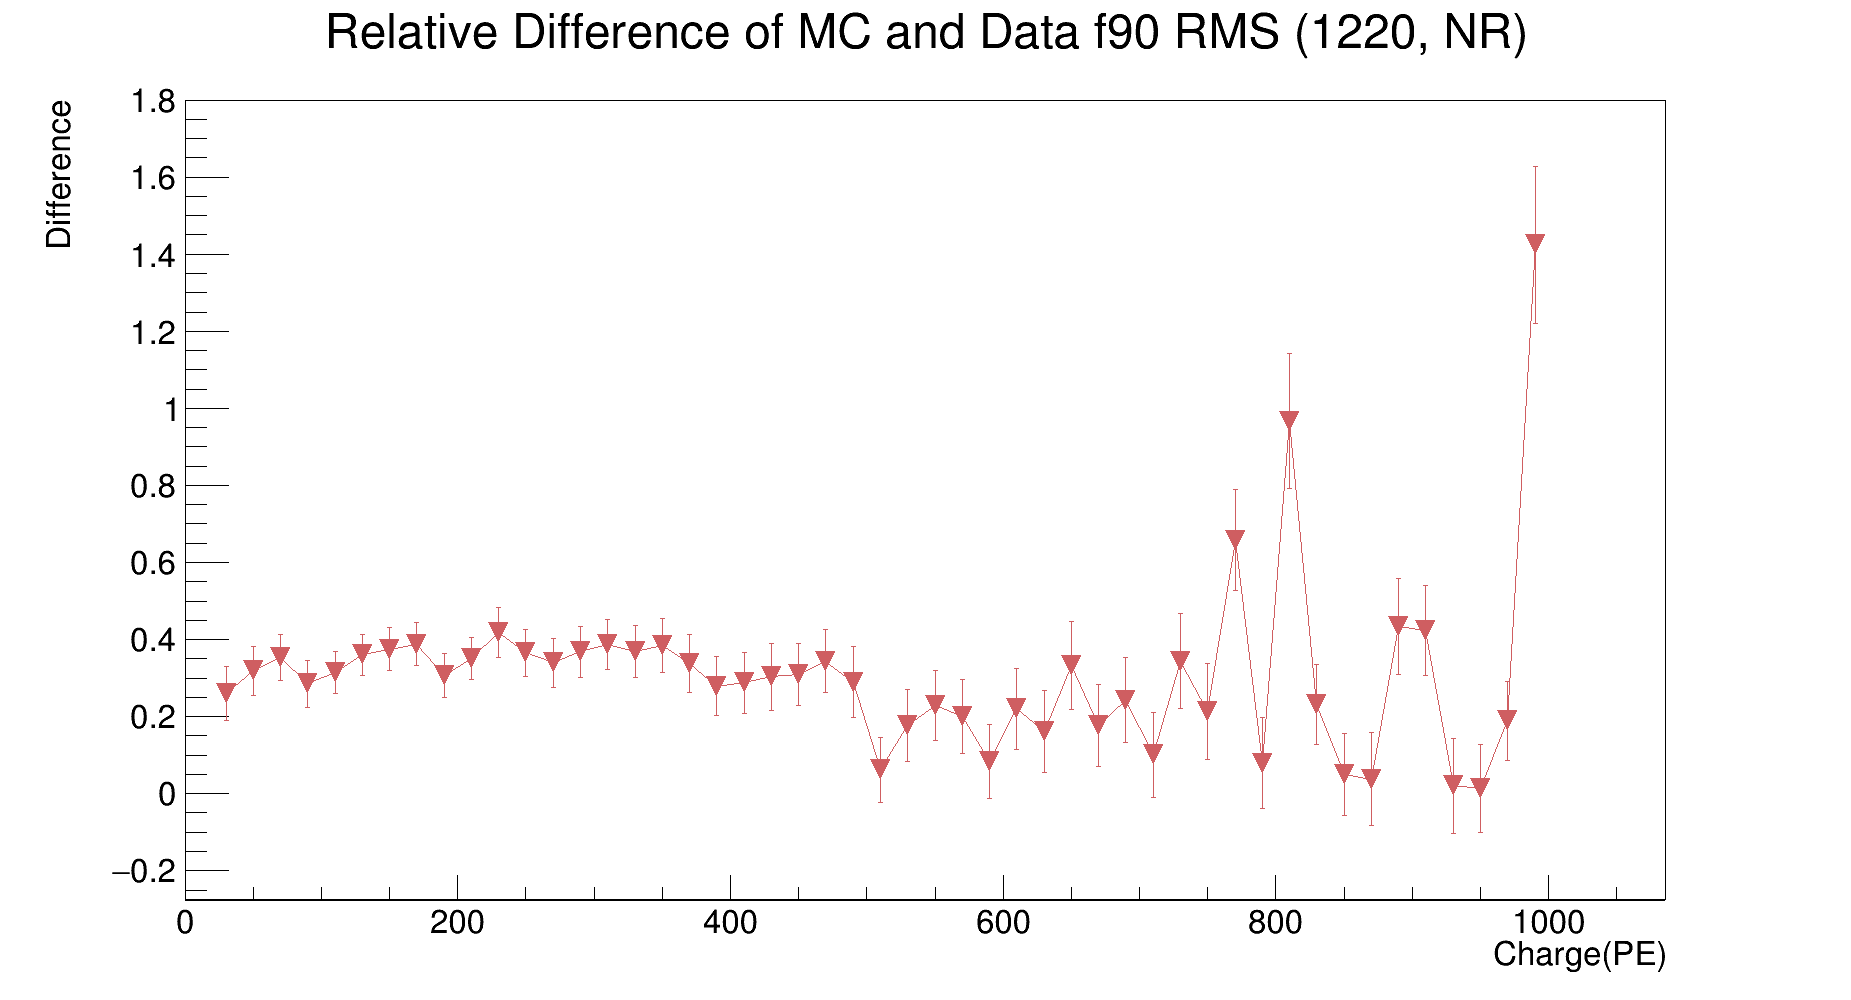 Relative Difference of MC and Data f90 RMS (1220, NR)
Difference
1.8
1.6
1.4
1.2
1
0.8
0.6
0.4
0.2
0
−0.2
0 200 400 600 800 1000
Charge(PE)